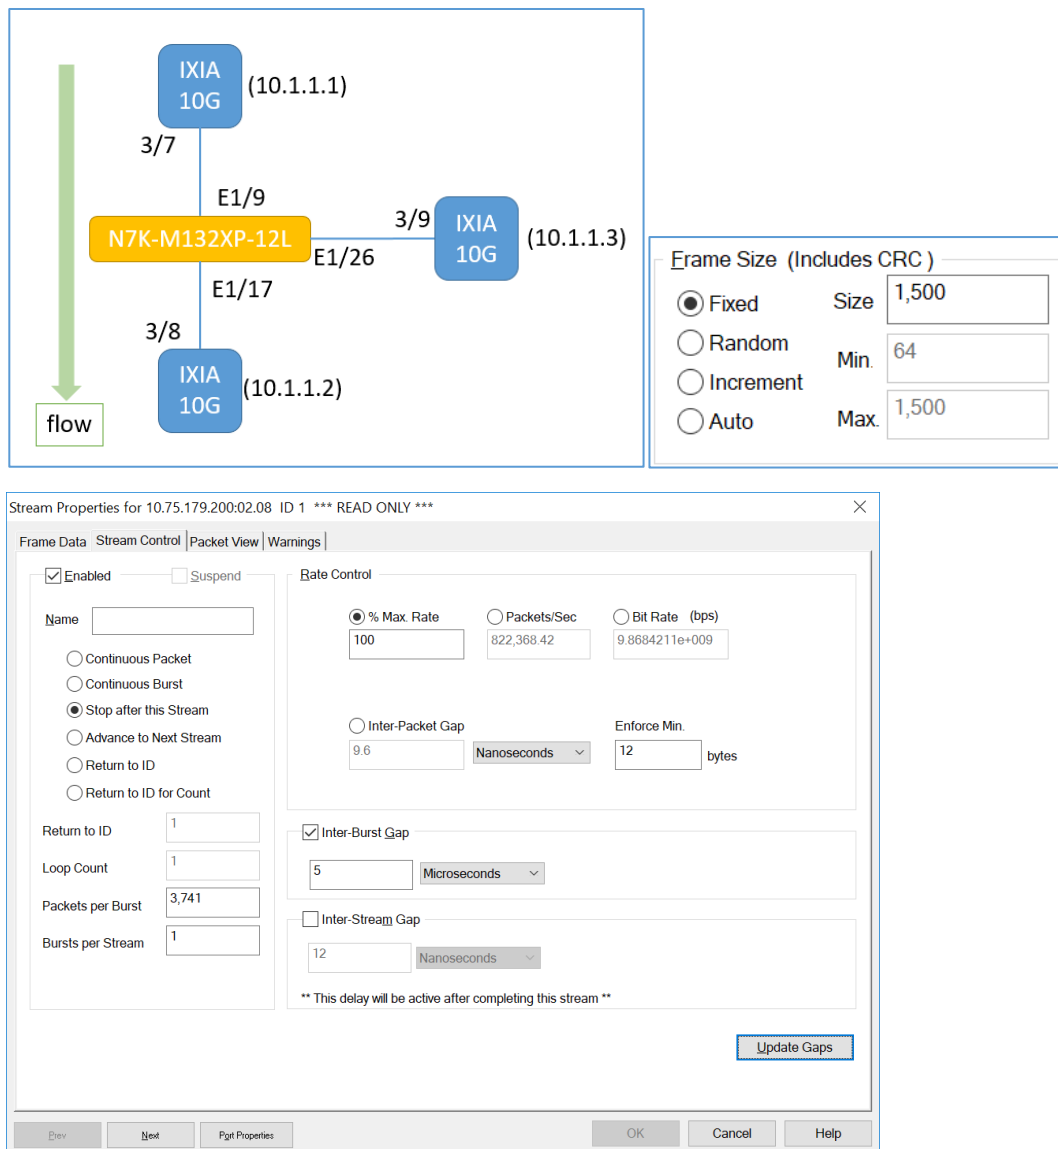 IXIA
10G
(10.1.1.1)
3/7
E1/9
N7K-M132XP-12L
3/9
IXIA
10G
(10.1.1.3)
E1/26
E1/17
3/8
IXIA
10G
(10.1.1.2)
flow
Frame Size (Includes CRC )
Fixed
Size
1,500
Random
Min.
64
Increment
Auto
Max.
1,500
Stream Properties for 10.75.179.200:02.08 ID 1 *** READ ONLY ***
Frame Data
Stream Control
Packet View
Warnings
Enabled
Suspend
Name
Continuous Packet
Continuous Burst
Stop after this Stream
Advance to Next Stream
Return to ID
Return to ID for Count
Return to ID
1
Loop Count
1
Packets per Burst
3,741
Bursts per Stream
1
Rate Control
% Max. Rate
Packets/Sec
Bit Rate (bps)
100
822,368.42
9.8684211e+009
Inter-Packet Gap
Enforce Min.
9.6
Nanoseconds
12
bytes
Inter-Burst Gap
5
Microseconds
Inter-Stream Gap
12
Nanoseconds
** This delay will be active after completing this stream **
Update Gaps
Prev
Next
Port Properties
OK
Cancel
Help